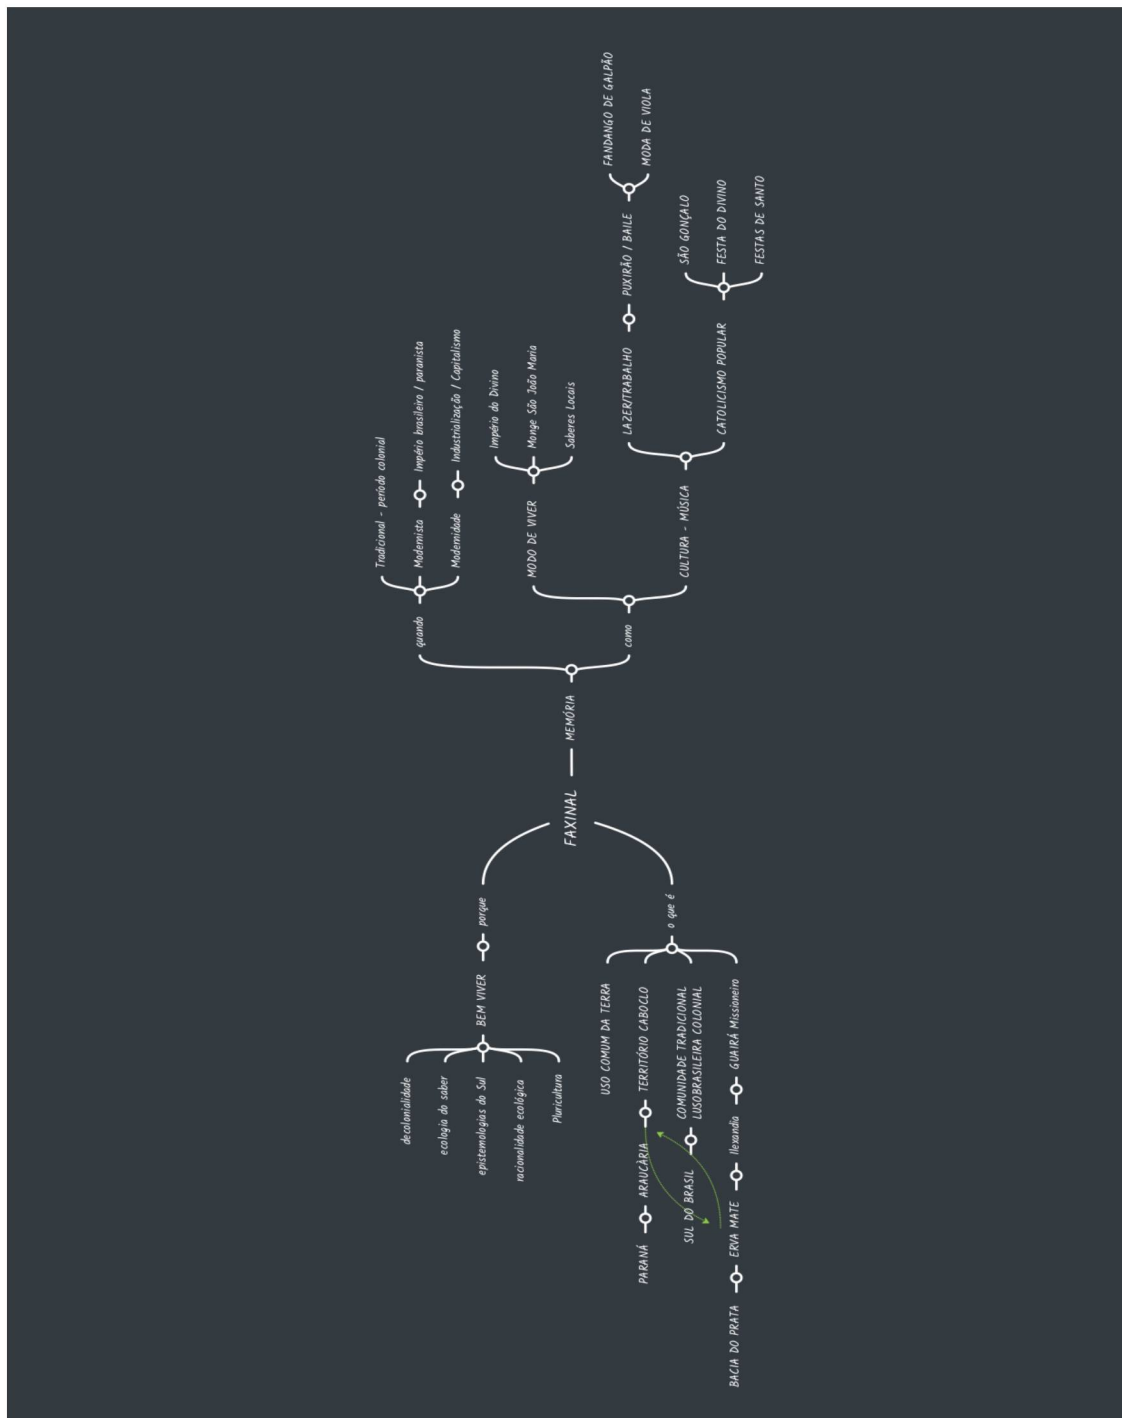 FAXINAL
MEMÓRIA
quando
Tradicional - período colonial
Modernista
Império brasileiro / paranista
Modernidade
Industrialização / Capitalismo
como
MODO DE VIVER
Império do Divino
Monge São João Maria
Saberes Locais
CULTURA - MÚSICA
LAZER/TRABALHO
PUXIRÃO / BAILE
FANDANGO DE GALPÃO
MODA DE VIOLA
CATOLICISMO POPULAR
SÃO GONÇALO
FESTA DO DIVINO
FESTAS DE SANTO
porque
BEM VIVER
decolonialidade
ecologia do saber
epistemologias do Sul
racionalidade ecológica
Pluricultura
o que é
USO COMUM DA TERRA
TERRITÓRIO CABOCLO
ARAUCÀRIA
PARANÁ
COMUNIDADE TRADICIONAL
LUSOBRASILEIRA COLONIAL
SUL DO BRASIL
GUAIRÁ Missioneiro
Ilexandia
ERVA MATE
BACIA DO PRATA